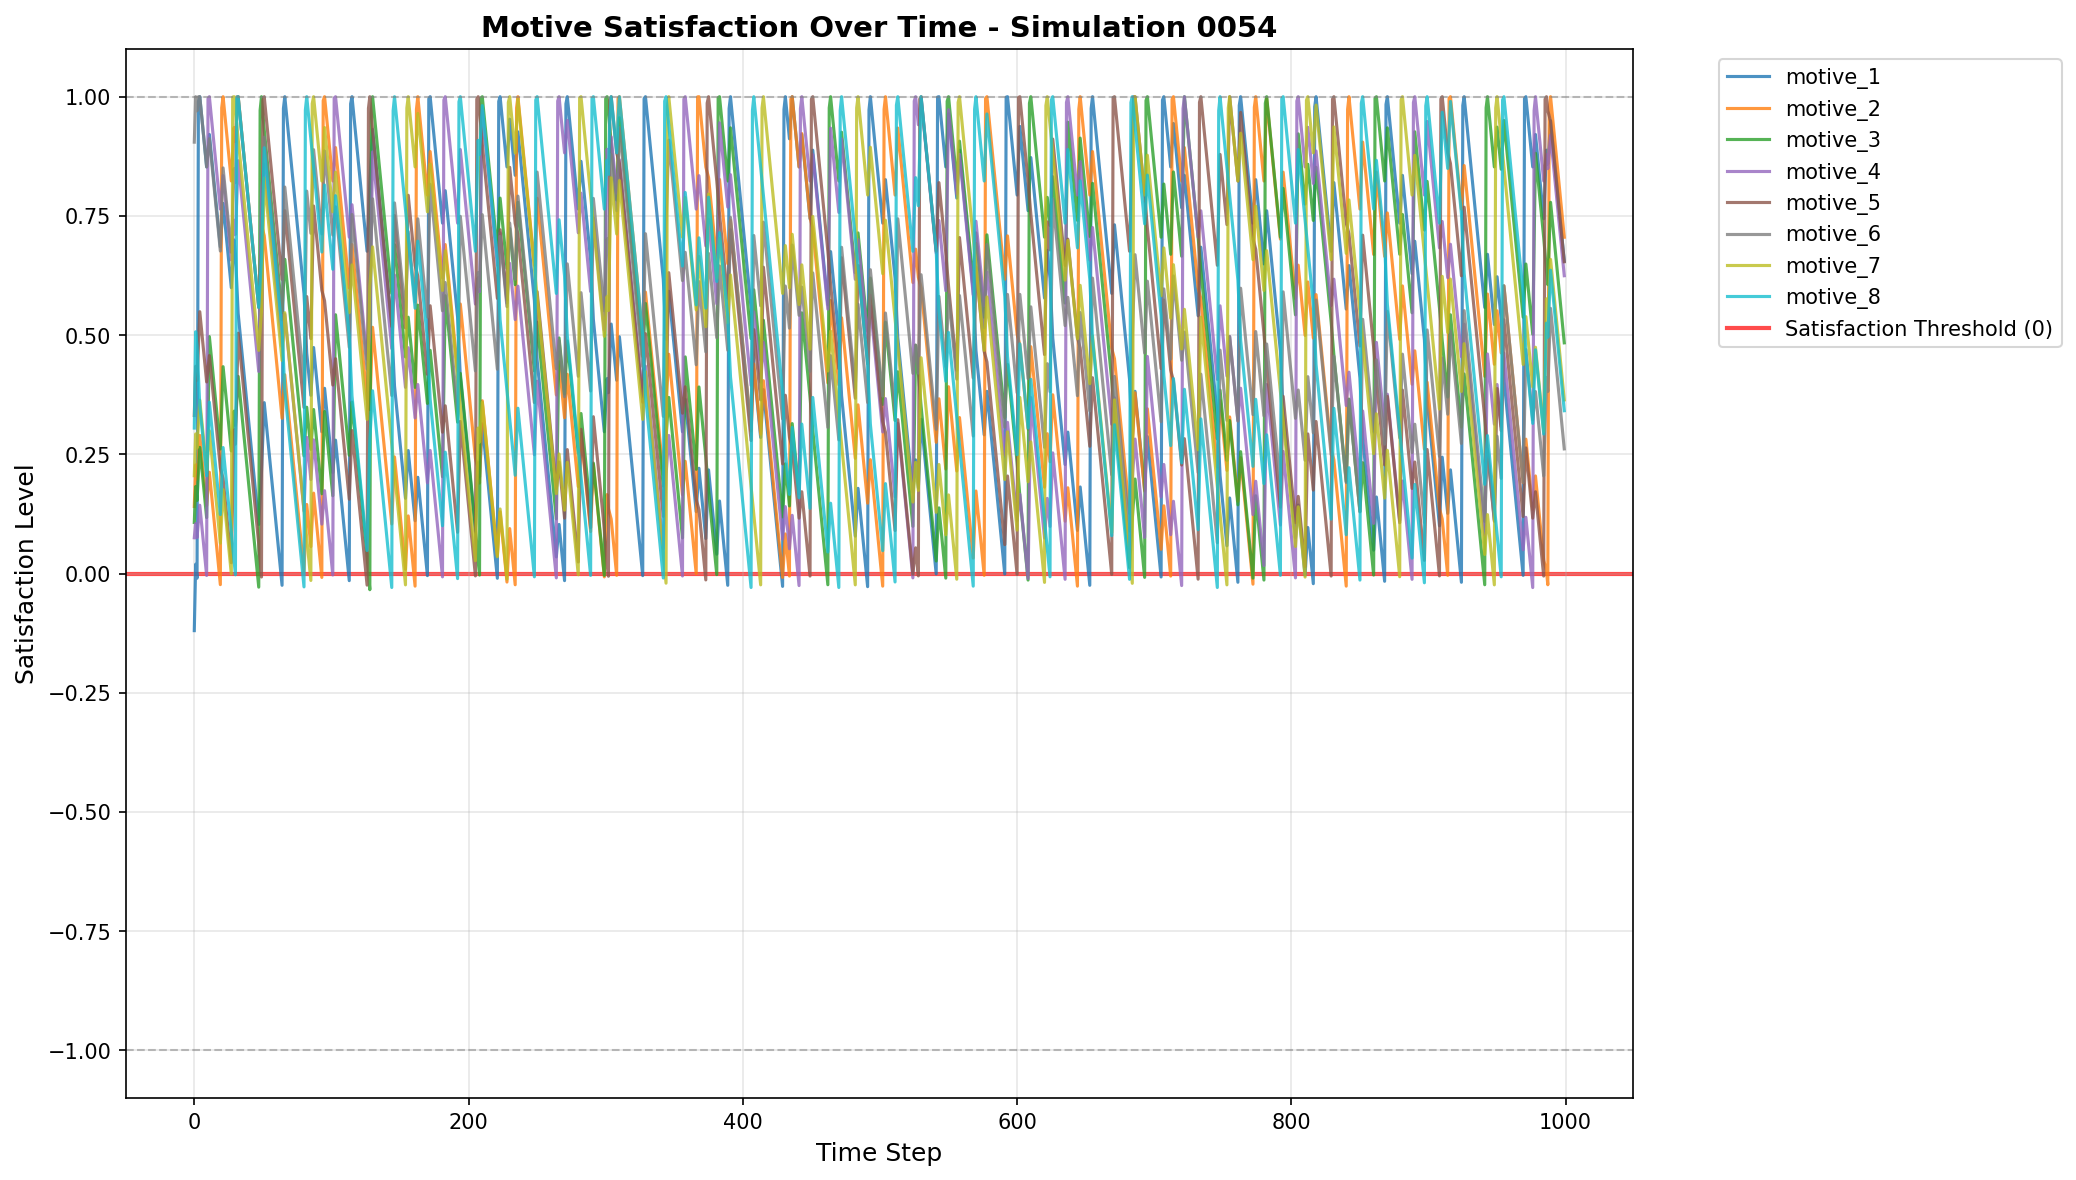 Motive Satisfaction Over Time - Simulation 0054
1.00
0.75
0.50
0.25
0.00
−0.25
−0.50
−0.75
−1.00
Satisfaction Level
0
200
400
600
800
1000
Time Step
motive_1
motive_2
motive_3
motive_4
motive_5
motive_6
motive_7
motive_8
Satisfaction Threshold (0)